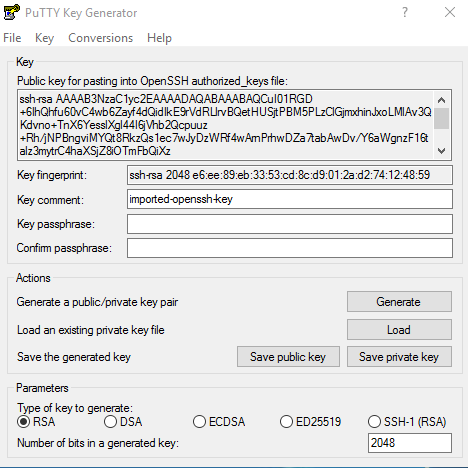 PuTTY Key Generator
?
File Key Conversions Help
Key
Public key for pasting into OpenSSH authorized_keys file:
ssh-rsa AAAAB3NzaC1yc2EAAAADAQABAAABAQCuI01RGD
+6IhQhfu60vC4wb6Zayf4dQidIkE9rVdRLIrvBQetHUSjtPBM5PLzClGjmxhinJxoLMIAv3Q
Kdvno+TnX6YessIXgl44I6jVhb2Qcpuuz
+Rh/jNPBngviMYQt8RkzQs1ec7wJyDzWRf4wAmPrhwDZa7tabAwDv/Y6aWgnzF16t
alz3mytrC4haXSjZ8iOTmFbQiXz
Key fingerprint: ssh-rsa 2048 e6:ee:89:eb:33:53:cd:8c:d9:01:2a:d2:74:12:48:59
Key comment: imported-openssh-key
Key passphrase:
Confirm passphrase:
Actions
Generate a public/private key pair Generate
Load an existing private key file Load
Save the generated key Save public key Save private key
Parameters
Type of key to generate:
RSA DSA ECDSA ED25519 SSH-1 (RSA)
Number of bits in a generated key: 2048